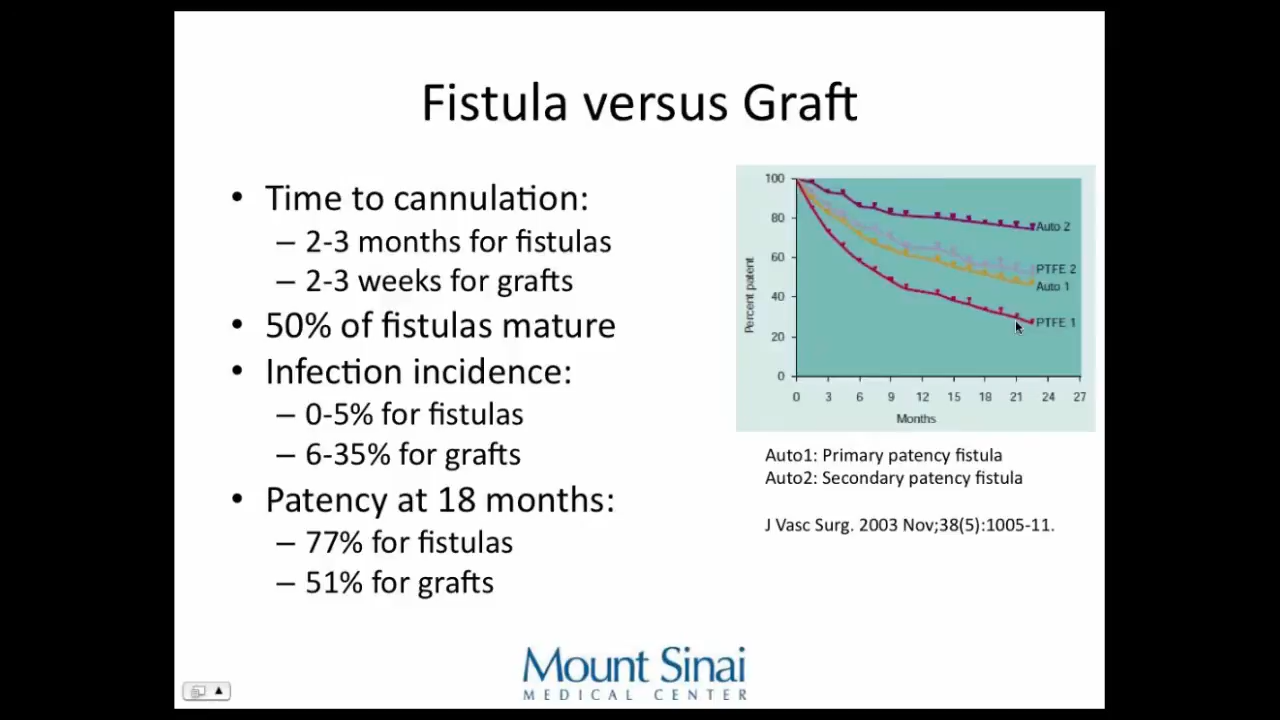 Fistula versus Graft
• Time to cannulation:
– 2-3 months for fistulas
– 2-3 weeks for grafts
• 50% of fistulas mature
• Infection incidence:
– 0-5% for fistulas
– 6-35% for grafts
• Patency at 18 months:
– 77% for fistulas
– 51% for grafts
100
80
60
40
20
0
Percent patent
0 3 6 9 12 15 18 21 24 27
Months
Auto 2
PTFE 2
Auto 1
PTFE 1
Auto1: Primary patency fistula
Auto2: Secondary patency fistula
J Vasc Surg. 2003 Nov;38(5):1005-11.
Mount Sinai
MEDICAL CENTER